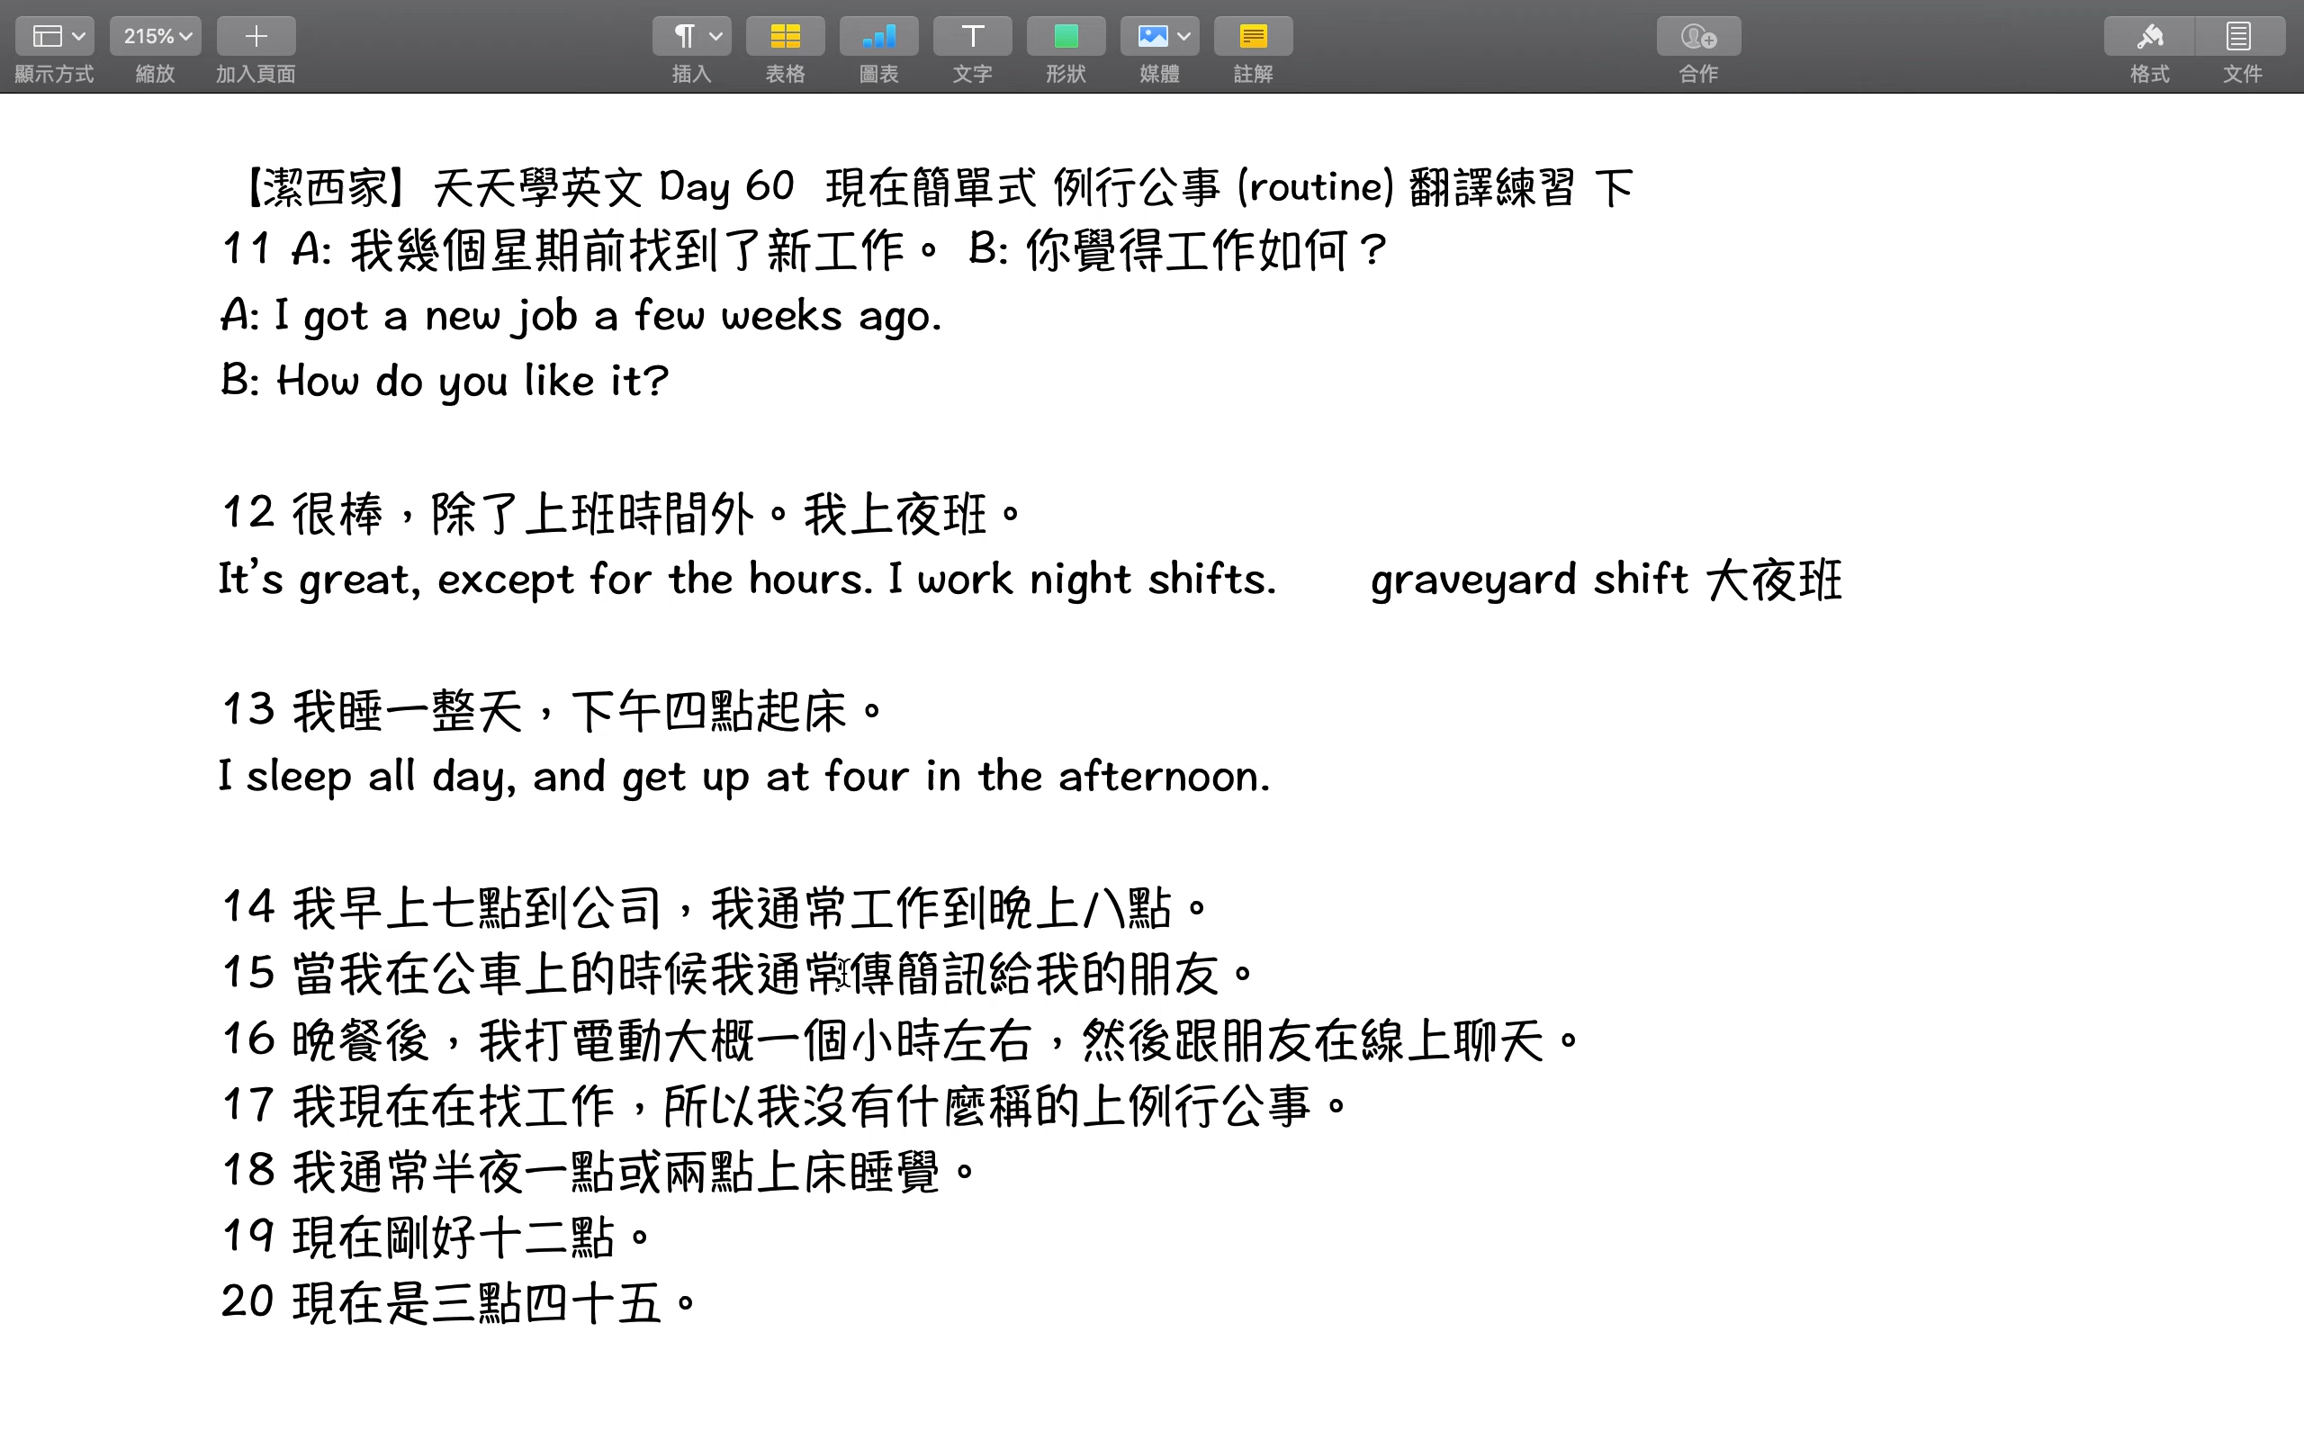 215%
顯示方式 縮放 加入頁面 插入 表格 圖表 文字 形狀 媒體 註解 合作 格式 文件
【潔西家】天天學英文 Day 60 現在簡單式 例行公事 (routine) 翻譯練習 下
11 A: 我幾個星期前找到了新工作。 B: 你覺得工作如何？
A: I got a new job a few weeks ago.
B: How do you like it?
12 很棒，除了上班時間外。我上夜班。
It's great, except for the hours. I work night shifts. graveyard shift 大夜班
13 我睡一整天，下午四點起床。
I sleep all day, and get up at four in the afternoon.
14 我早上七點到公司，我通常工作到晚上八點。
15 當我在公車上的時候我通常傳簡訊給我的朋友。
16 晚餐後，我打電動大概一個小時左右，然後跟朋友在線上聊天。
17 我現在在找工作，所以我沒有什麼稱的上例行公事。
18 我通常半夜一點或兩點上床睡覺。
19 現在剛好十二點。
20 現在是三點四十五。